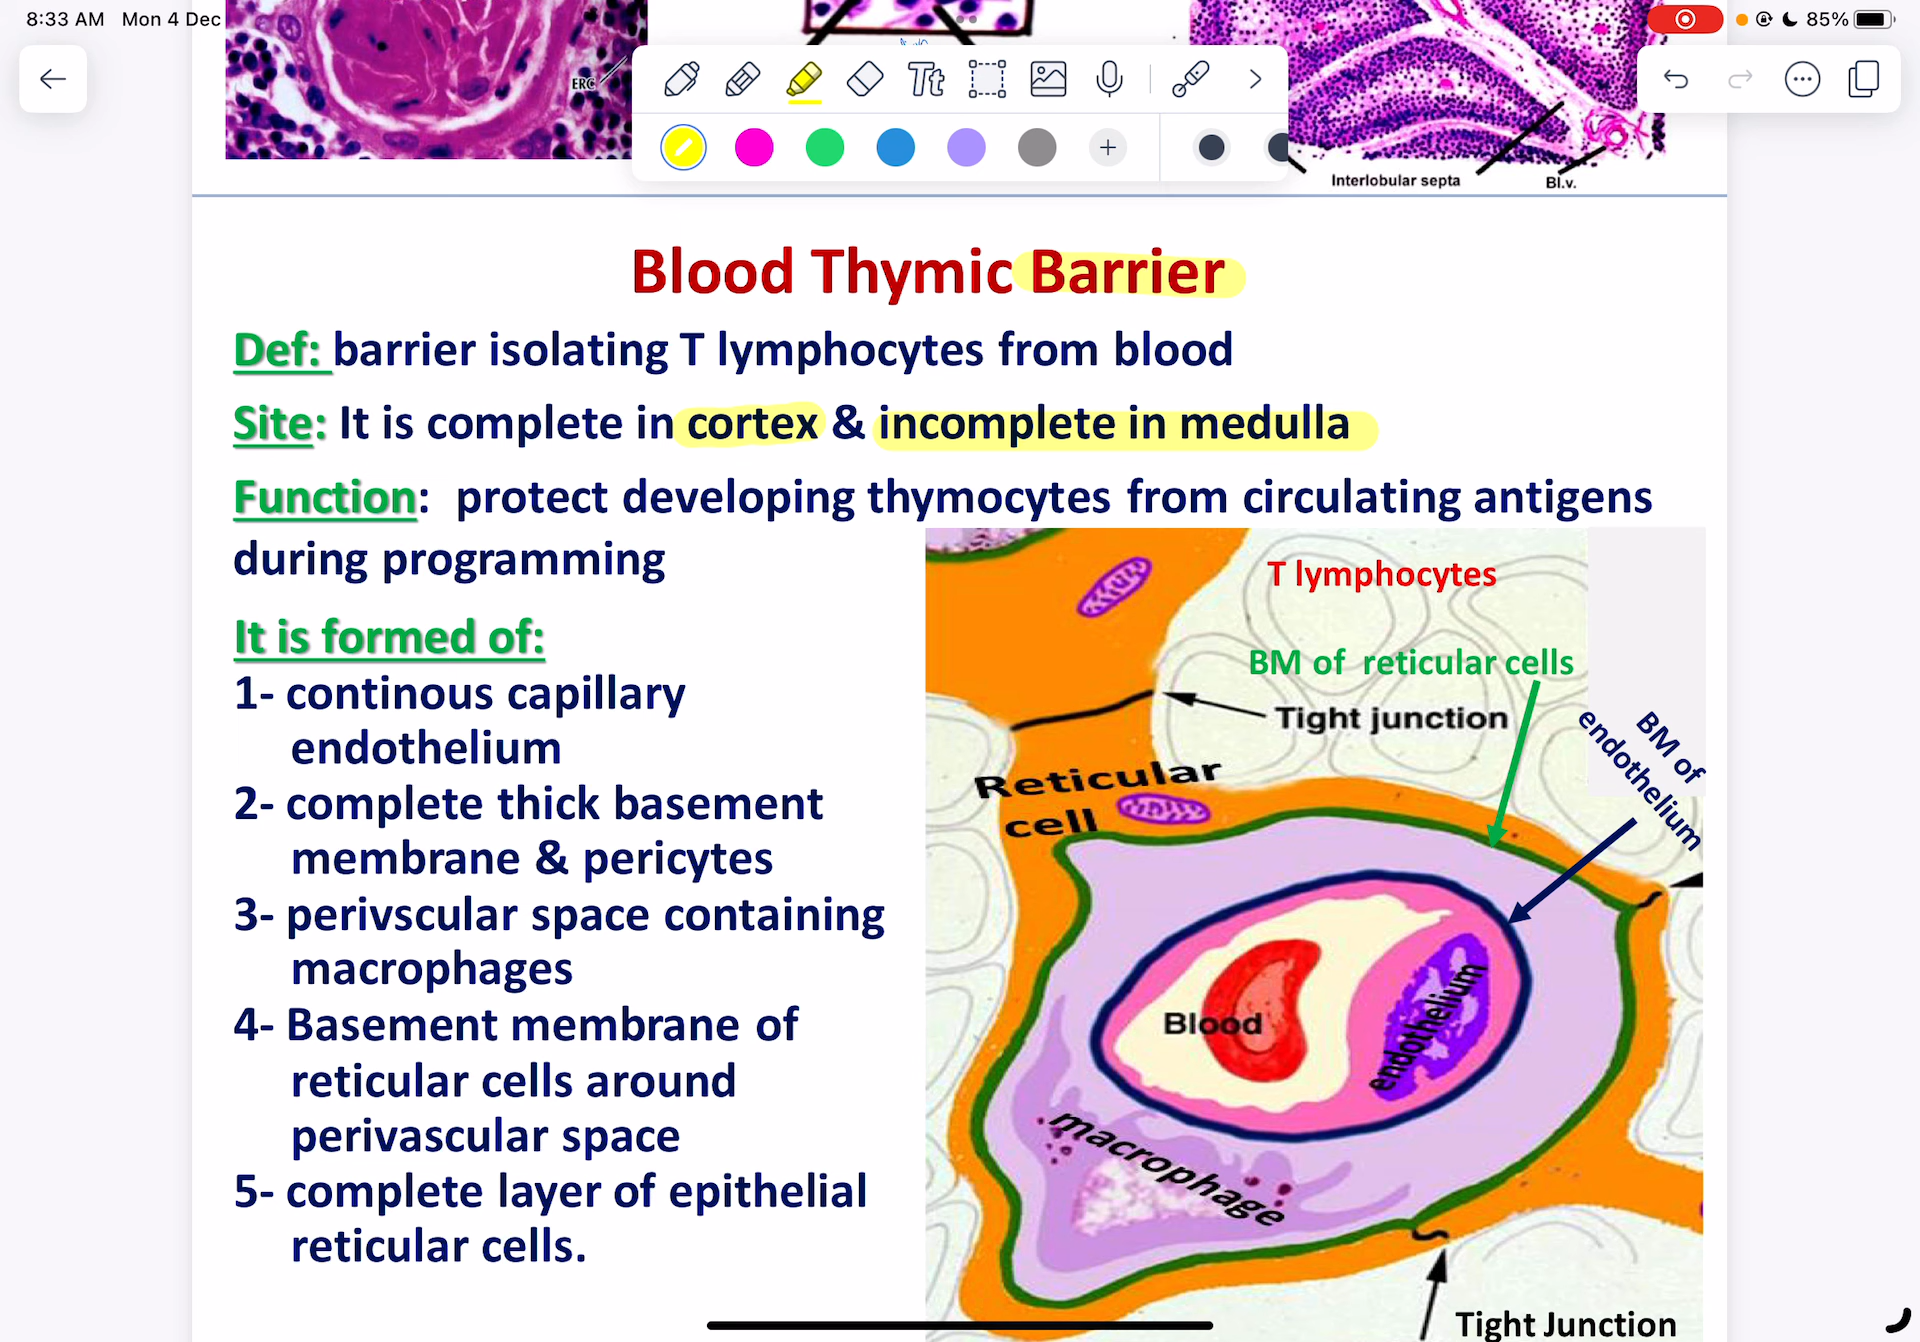 8:33 AM Mon 4 Dec
85%
ERC
Tt
Interlobular septa
Bl.v.
Blood Thymic Barrier
Def: barrier isolating T lymphocytes from blood
Site: It is complete in cortex & incomplete in medulla
Function: protect developing thymocytes from circulating antigens
during programming
It is formed of:
1- continous capillary
endothelium
2- complete thick basement
membrane & pericytes
3- perivscular space containing
macrophages
4- Basement membrane of
reticular cells around
perivascular space
5- complete layer of epithelial
reticular cells.
T lymphocytes
BM of reticular cells
Tight junction
BM of
endothelium
Reticular
cell
Blood
endothelium
macrophage
Tight Junction